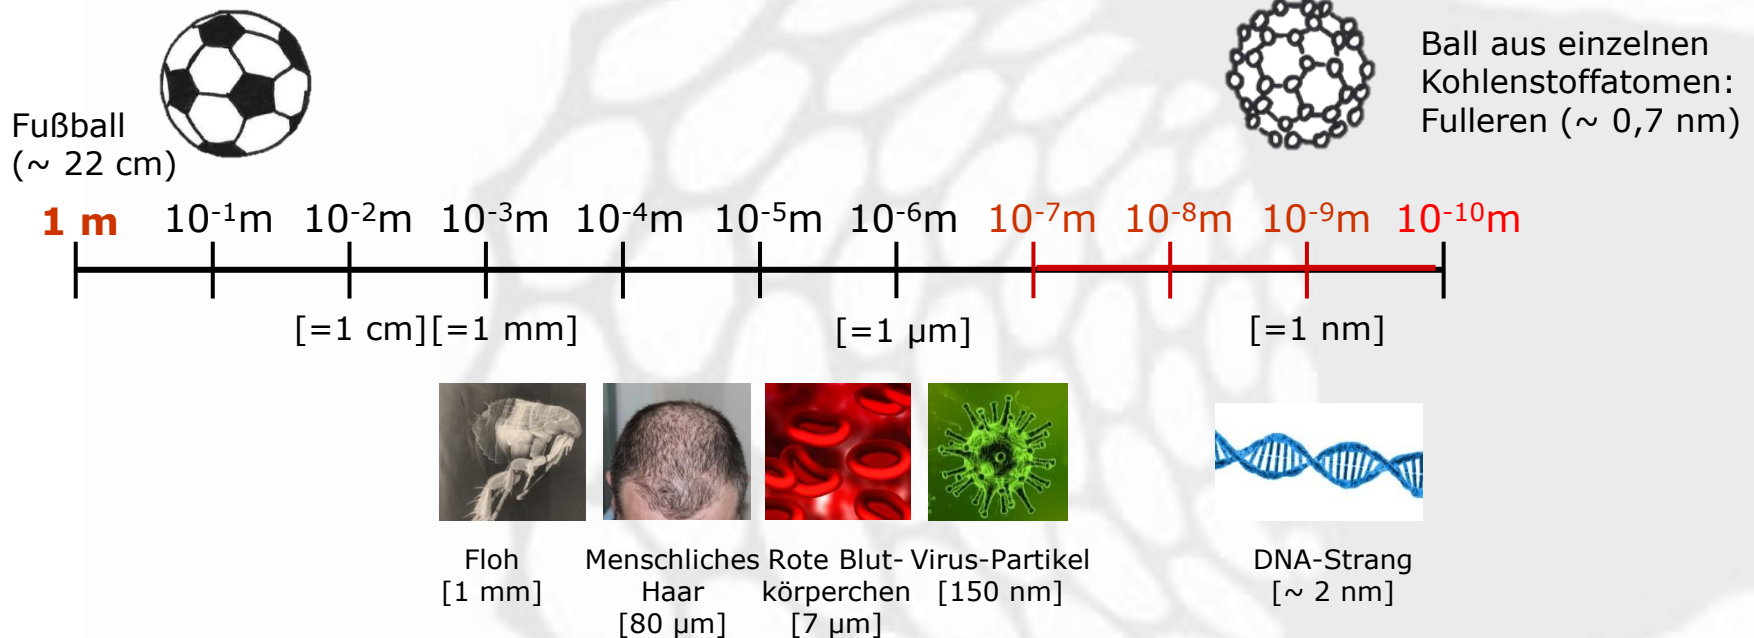 Fußball
(~ 22 cm)
Ball aus einzelnen
Kohlenstoffatomen:
Fulleren (~ 0,7 nm)
1 m 10⁻¹m 10⁻²m 10⁻³m 10⁻⁴m 10⁻⁵m 10⁻⁶m 10⁻⁷m 10⁻⁸m 10⁻⁹m 10⁻¹⁰m
[=1 cm] [=1 mm] [=1 µm] [=1 nm]
Floh
[1 mm]
Menschliches
Haar
[80 µm]
Rote Blut-
körperchen
[7 µm]
Virus-Partikel
[150 nm]
DNA-Strang
[~ 2 nm]